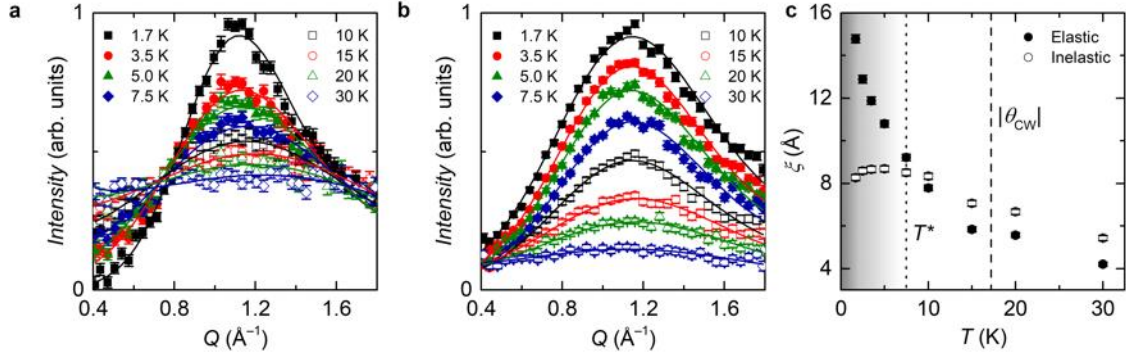 a
1
1.7 K
3.5 K
5.0 K
7.5 K
10 K
15 K
20 K
30 K
Intensity (arb. units)
0
0.4
0.8
1.2
1.6
Q (Å⁻¹)
b
1
1.7 K
3.5 K
5.0 K
7.5 K
10 K
15 K
20 K
30 K
Intensity (arb. units)
0
0.4
0.8
1.2
1.6
Q (Å⁻¹)
c
16
12
8
4
ξ (Å)
Elastic
Inelastic
|θCW|
T*
0
10
20
30
T (K)